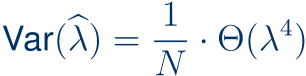 Var(λ̂) = 1/N · Θ(λ⁴)